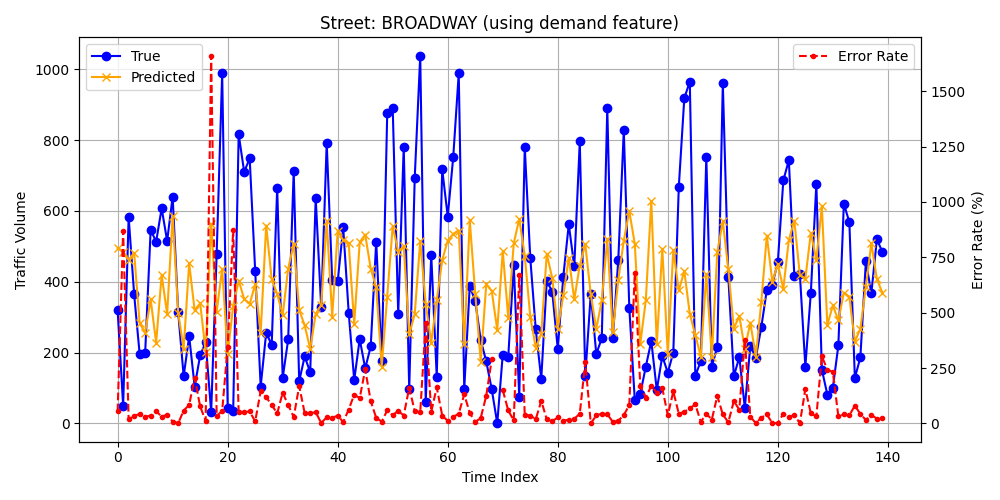 Street: BROADWAY (using demand feature)
True
Predicted
Error Rate
1000
800
600
400
200
0
Traffic Volume
1500
1250
1000
750
500
250
0
Error Rate (%)
0 20 40 60 80 100 120 140
Time Index